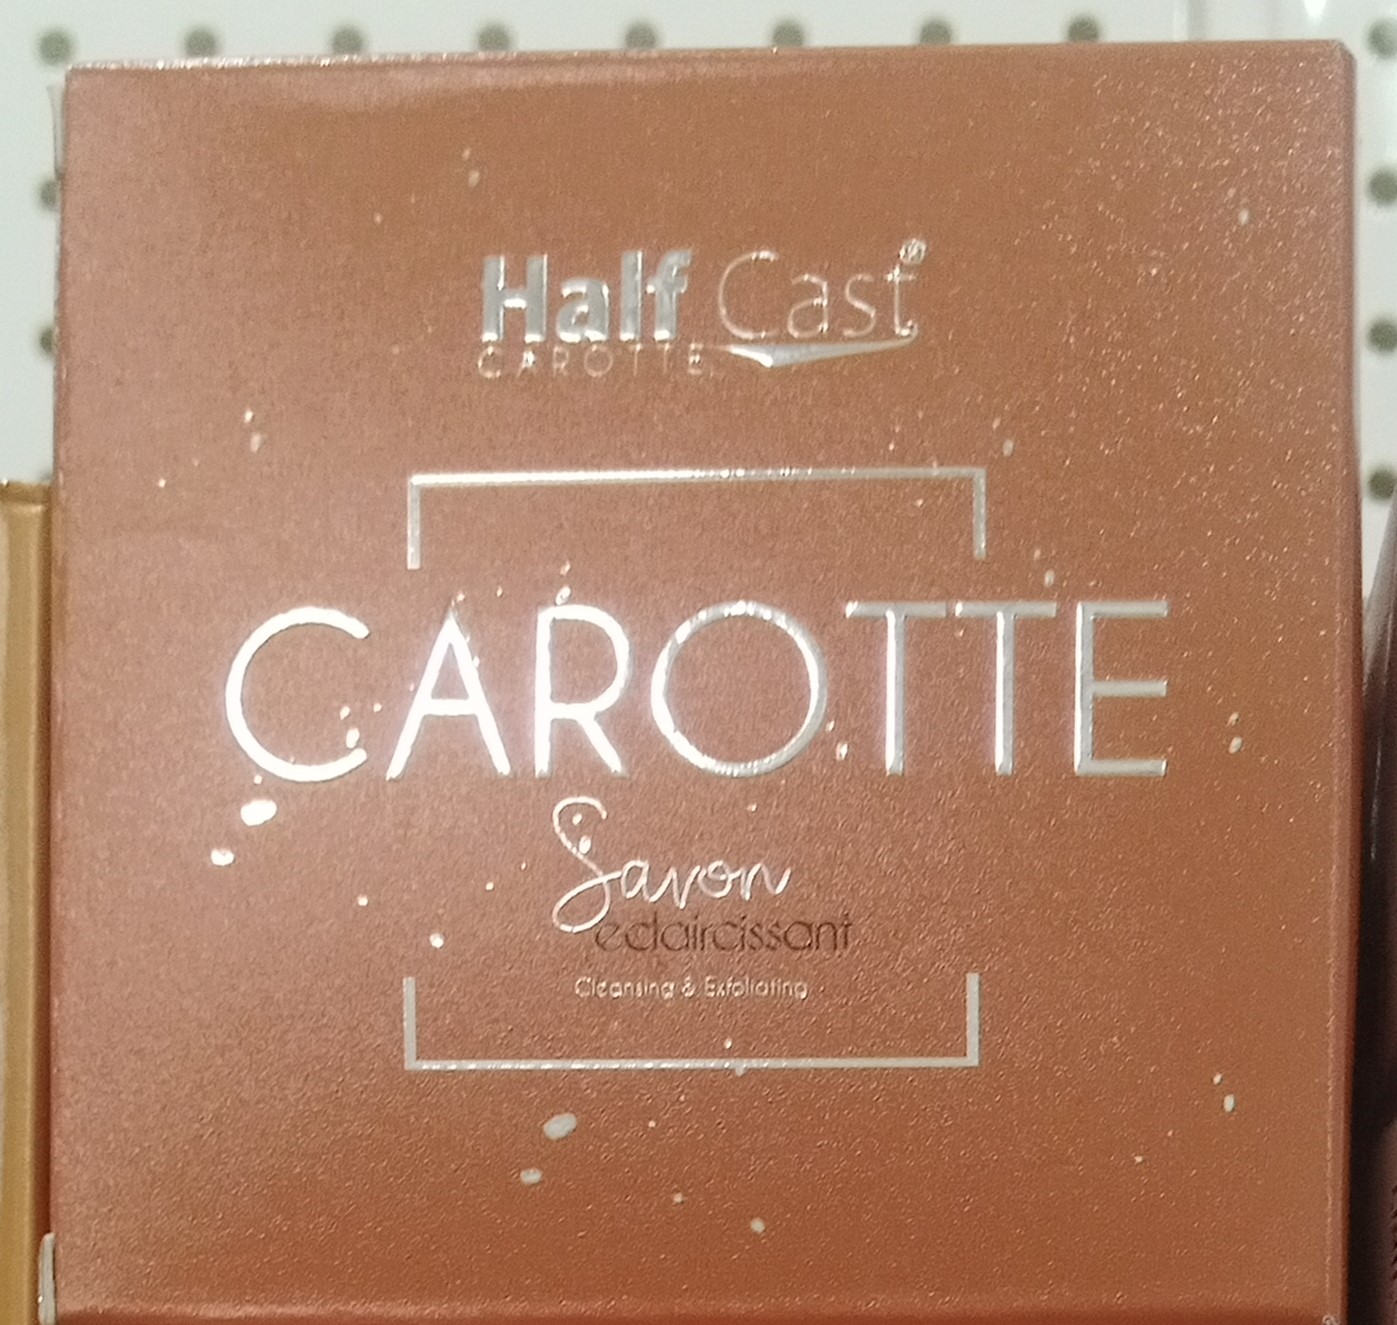 Half Cast®
CAROTTE
CAROTTE
Savon
eclaircissant
Cleansing & Exfoliating